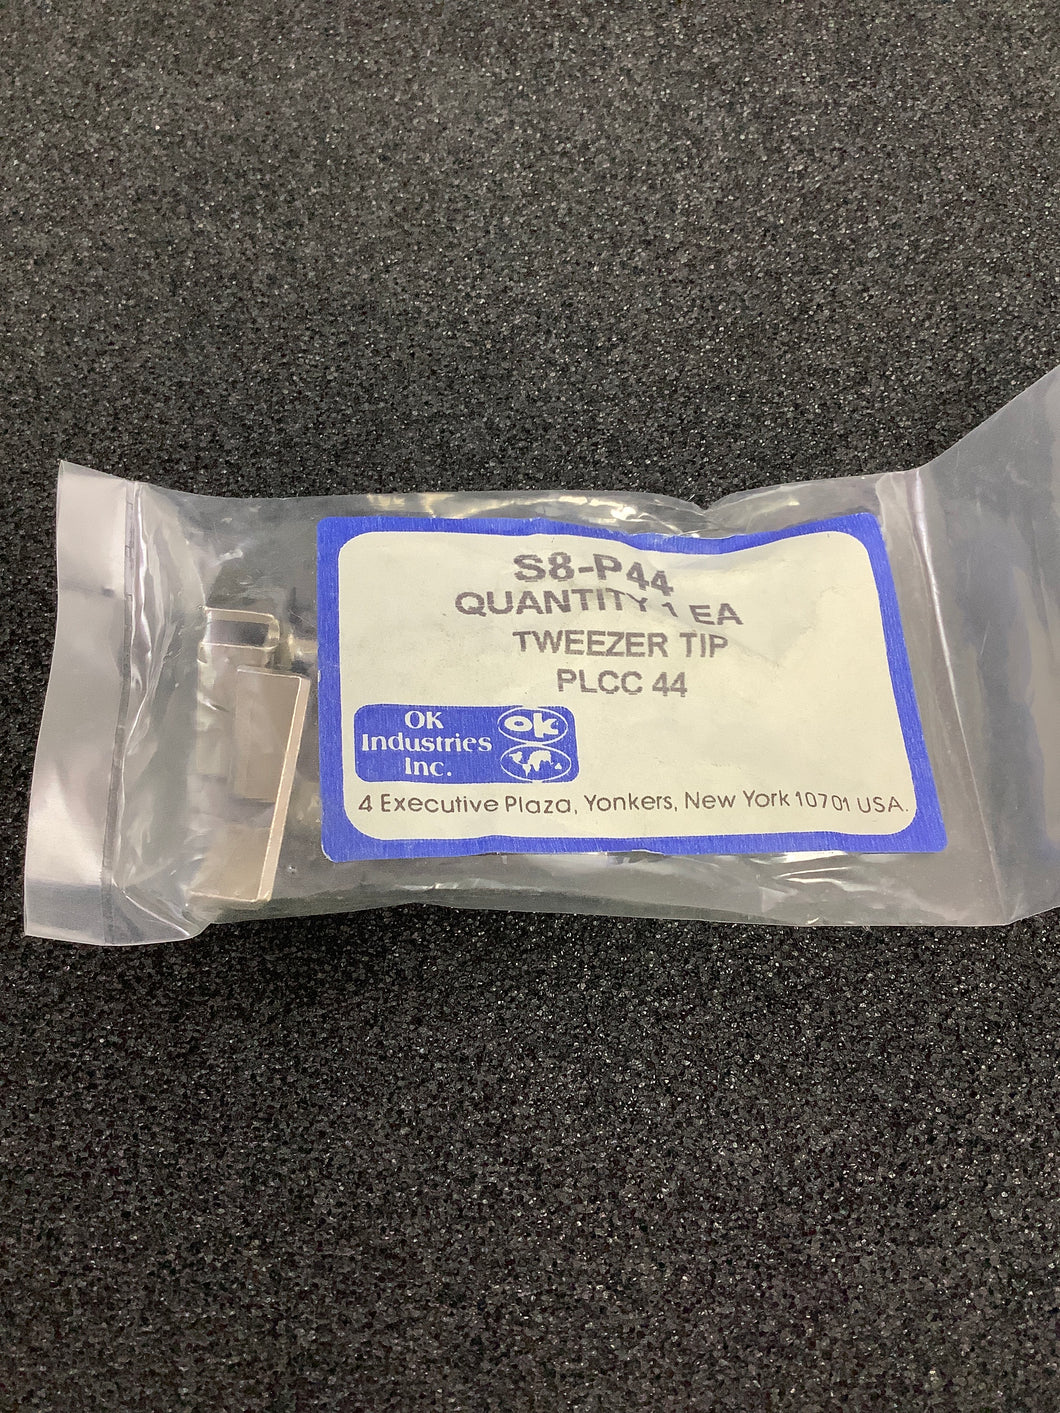 S8-P44
QUANTITY 1 EA
TWEEZER TIP
PLCC 44
OK
Industries
Inc.
ok
4 Executive Plaza, Yonkers, New York 10701 USA.